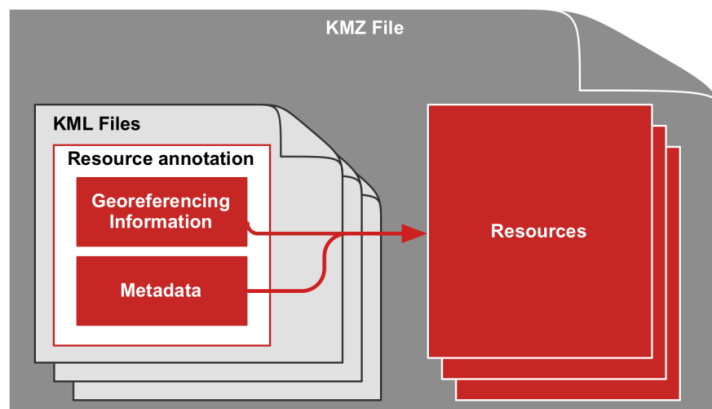 KMZ File
KML Files
Resource annotation
Georeferencing
Information
Metadata
Resources